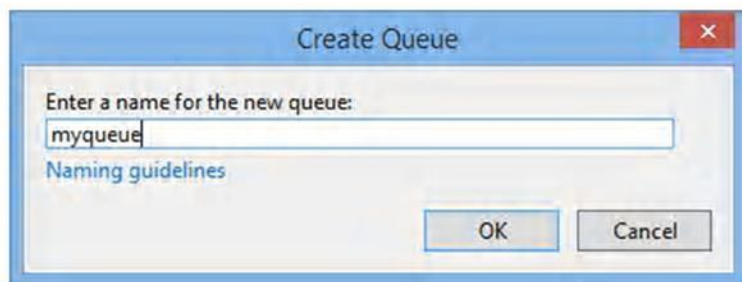 Create Queue
Enter a name for the new queue:
myqueue
Naming guidelines
OK Cancel